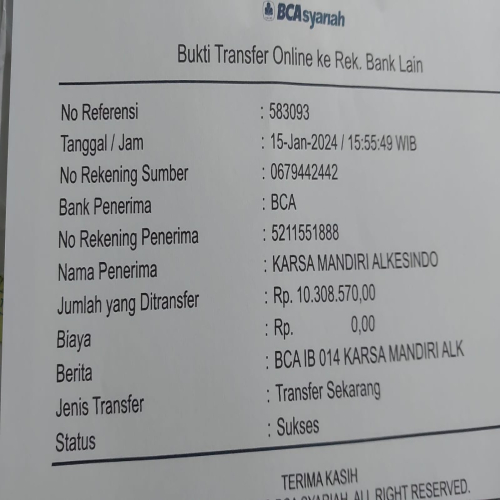 BCAsyariah
Bukti Transfer Online ke Rek. Bank Lain
No Referensi : 583093
Tanggal / Jam : 15-Jan-2024 / 15:55:49 WIB
No Rekening Sumber : 0679442442
Bank Penerima : BCA
No Rekening Penerima : 5211551888
Nama Penerima : KARSA MANDIRI ALKESINDO
Jumlah yang Ditransfer : Rp. 10.308.570,00
Biaya : Rp. 0,00
Berita : BCA IB 014 KARSA MANDIRI ALK
Jenis Transfer : Transfer Sekarang
Status : Sukses
TERIMA KASIH
BCA SYARIAH. ALL RIGHT RESERVED.